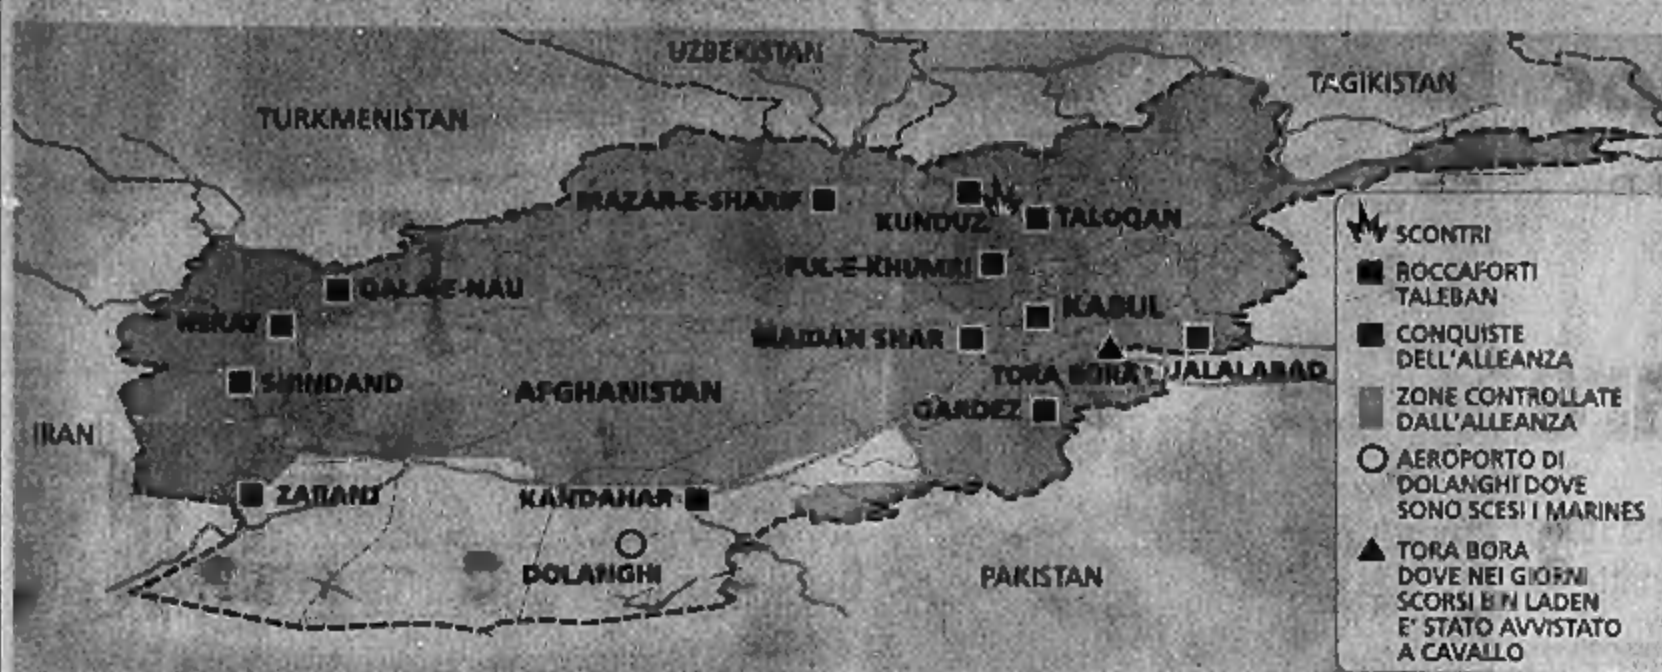 UZBEKISTAN
TAGIKISTAN
TURKMENISTAN
MAZAR-E-SHARIF
KUNDUZ
TALOQAN
PUL-E-KHUMRI
QALA-E-NAU
HERAT
KABUL
MAIDAN SHAR
TORA BORA
JALALABAD
SHINDAND
AFGHANISTAN
GARDEZ
IRAN
ZARANJ
KANDAHAR
DOLANGHI
PAKISTAN
SCONTRI
ROCCAFORTI
TALEBAN
CONQUISTE
DELL'ALLEANZA
ZONE CONTROLLATE
DALL'ALLEANZA
AEROPORTO DI
DOLANGHI DOVE
SONO SCESI I MARINES
TORA BORA
DOVE NEI GIORNI
SCORSI BIN LADEN
E' STATO AVVISTATO
A CAVALLO